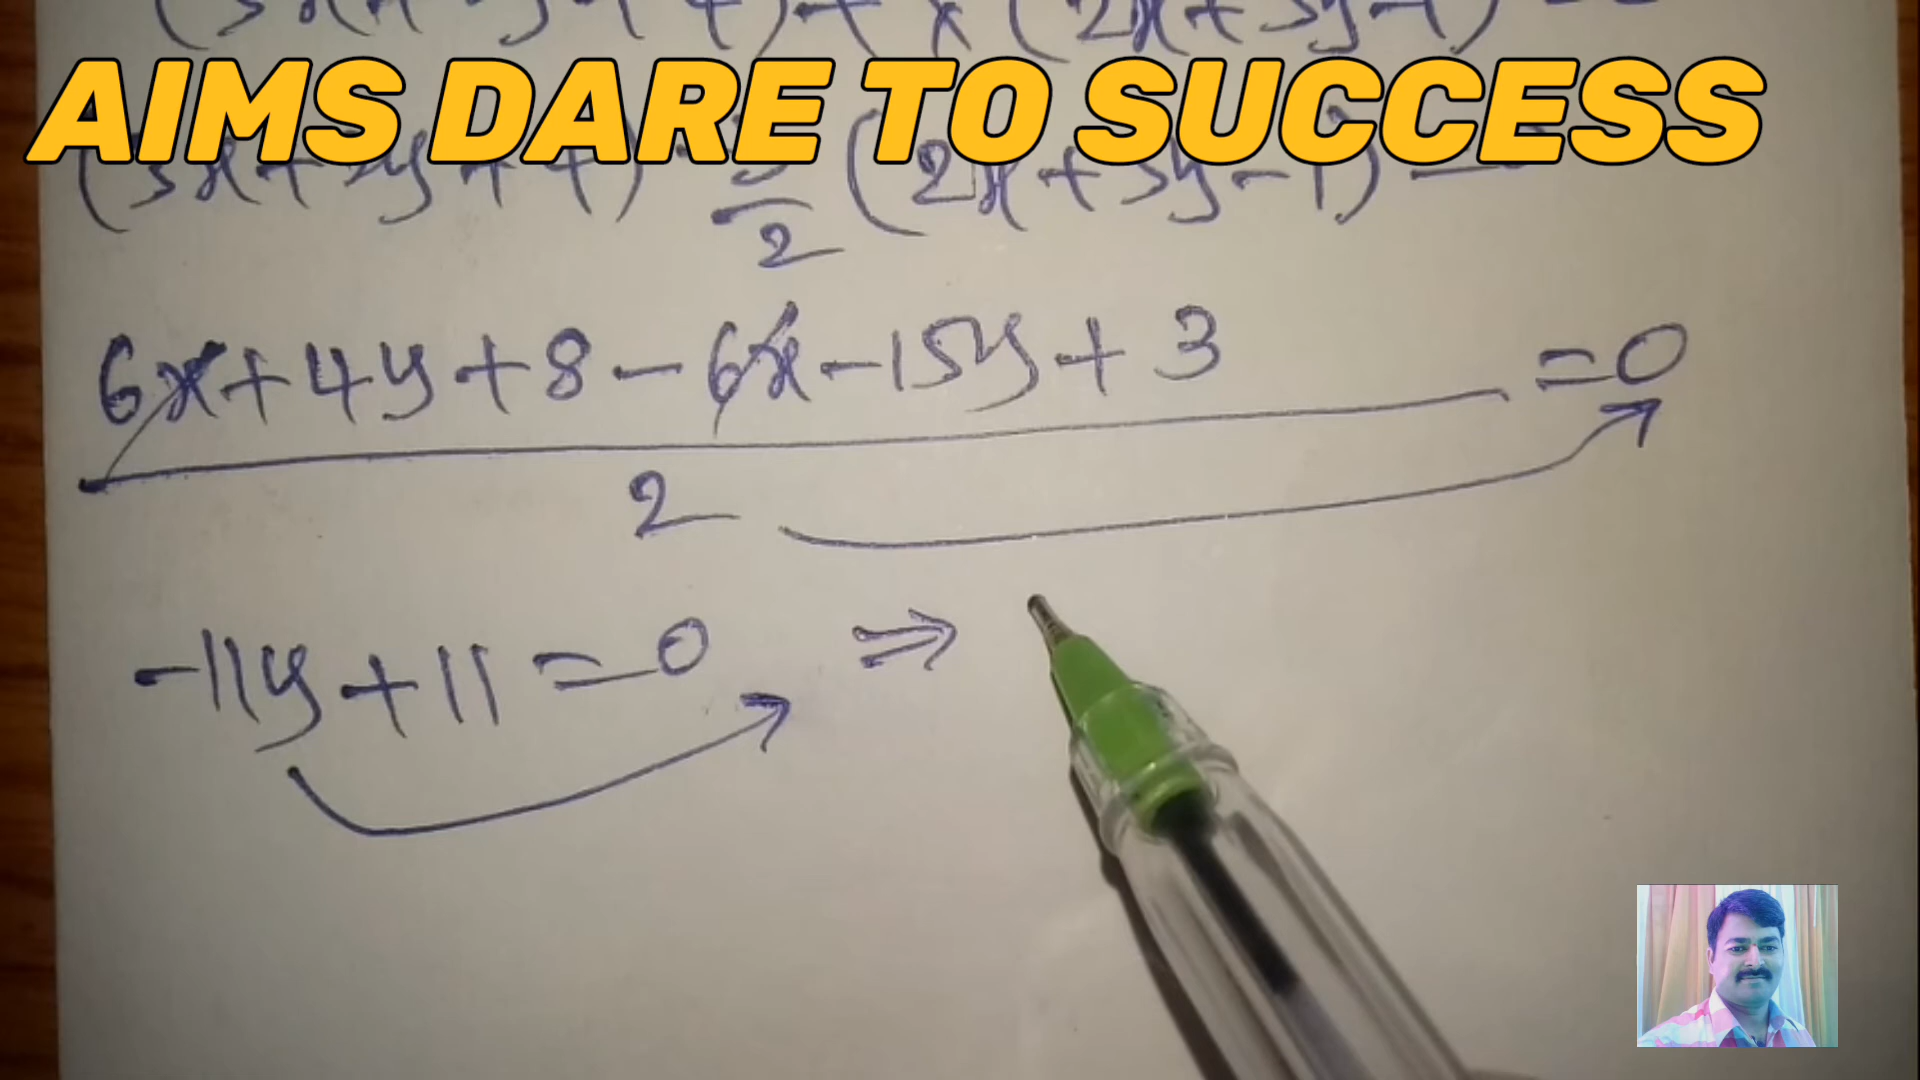 AIMS DARE TO SUCCESS
(3x+2y+4) - 3/2 (2x+5y-1) =
6x+4y+8-6x-15y+3 =0
2
-11y+11=0 ⇒